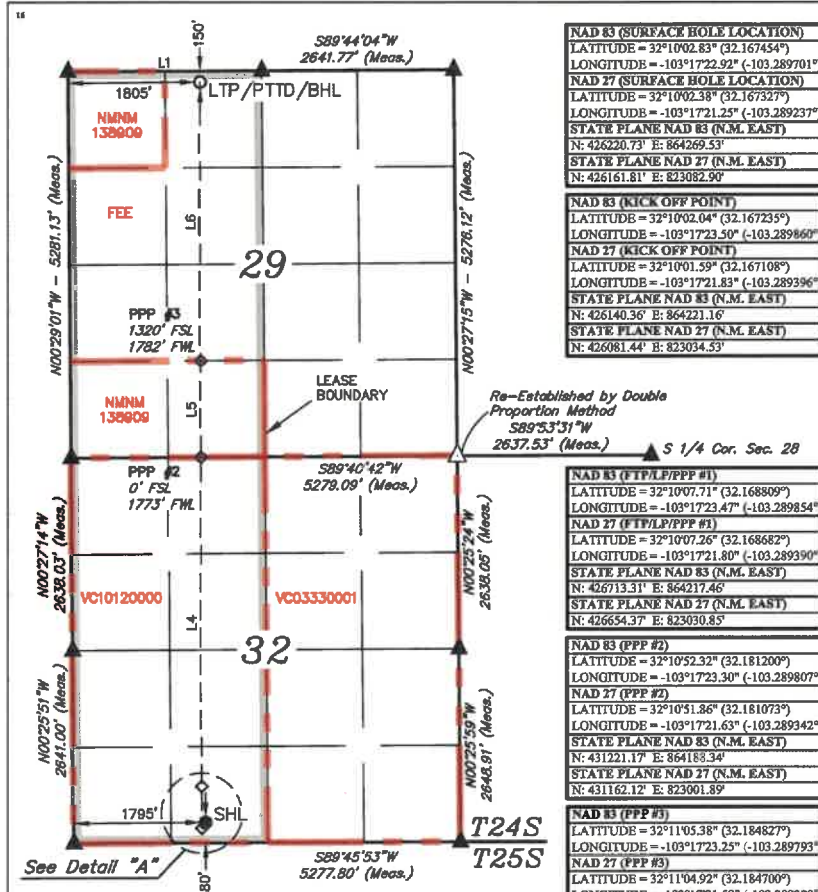 16
S89°44'04"W
2641.77' (Meas.)
150'
L1
1805'
LTP/PTTD/BHL
NMNM
138909
FEE
L6
N00°29'01"W - 5281.13' (Meas.)
N00°27'15"W - 5276.12' (Meas.)
29
PPP #3
1320' FSL
1782' FWL
LEASE
BOUNDARY
L5
NMNM
138909
Re-Established by Double
Proportion Method
S89°53'31"W
2637.53' (Meas.)
S 1/4 Cor. Sec. 28
PPP #2
0' FSL
1773' FWL
S89°40'42"W
5279.09' (Meas.)
N00°27'14"W
2638.03' (Meas.)
N00°25'24"W
2638.05' (Meas.)
VC10120000
VC03330001
L4
32
N00°25'51"W
2641.00' (Meas.)
N00°25'59"W
2648.91' (Meas.)
1795'
SHL
T24S
T25S
See Detail "A"
80'
S89°45'53"W
5277.80' (Meas.)
NAD 83 (SURFACE HOLE LOCATION)
LATITUDE = 32°10'02.83" (32.167454°)
LONGITUDE = -103°17'22.92" (-103.289701°
NAD 27 (SURFACE HOLE LOCATION)
LATITUDE = 32°10'02.38" (32.167327°)
LONGITUDE = -103°17'21.25" (-103.289237°
STATE PLANE NAD 83 (N.M. EAST)
N: 426220.73' E: 864269.53'
STATE PLANE NAD 27 (N.M. EAST)
N: 426161.81' E: 823082.90'
NAD 83 (KICK OFF POINT)
LATITUDE = 32°10'02.04" (32.167235°)
LONGITUDE = -103°17'23.50" (-103.289860°
NAD 27 (KICK OFF POINT)
LATITUDE = 32°10'01.59" (32.167108°)
LONGITUDE = -103°17'21.83" (-103.289396°
STATE PLANE NAD 83 (N.M. EAST)
N: 426140.36' E: 864221.16'
STATE PLANE NAD 27 (N.M. EAST)
N: 426081.44' E: 823034.53'
NAD 83 (FTP/LP/PPP #1)
LATITUDE = 32°10'07.71" (32.168809°)
LONGITUDE = -103°17'23.47" (-103.289854°
NAD 27 (FTP/LP/PPP #1)
LATITUDE = 32°10'07.26" (32.168682°)
LONGITUDE = -103°17'21.80" (-103.289390°
STATE PLANE NAD 83 (N.M. EAST)
N: 426713.31' E: 864217.46'
STATE PLANE NAD 27 (N.M. EAST)
N: 426654.37' E: 823030.85'
NAD 83 (PPP #2)
LATITUDE = 32°10'52.32" (32.181200°)
LONGITUDE = -103°17'23.30" (-103.289807°
NAD 27 (PPP #2)
LATITUDE = 32°10'51.86" (32.181073°)
LONGITUDE = -103°17'21.63" (-103.289342°
STATE PLANE NAD 83 (N.M. EAST)
N: 431221.17' E: 864188.34'
STATE PLANE NAD 27 (N.M. EAST)
N: 431162.12' E: 823001.89'
NAD 83 (PPP #3)
LATITUDE = 32°11'05.38" (32.184827°)
LONGITUDE = -103°17'23.25" (-103.289793°
NAD 27 (PPP #3)
LATITUDE = 32°11'04.92" (32.184700°)